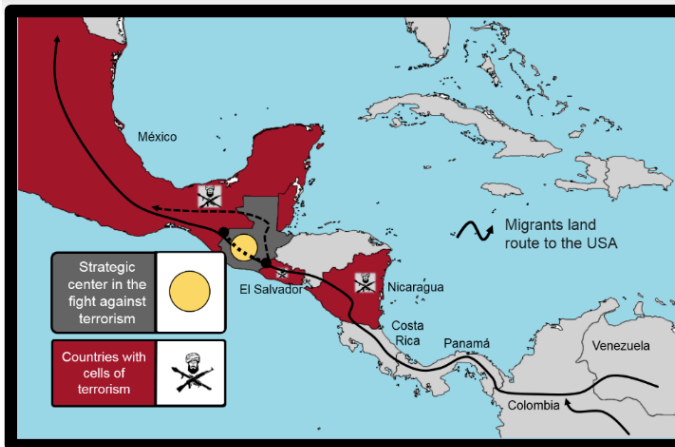 México
Migrants land
route to the USA
Strategic
center in the
fight against
terrorism
El Salvador
Nicaragua
Costa
Rica
Panamá
Venezuela
Countries with
cells of
terrorism
Colombia